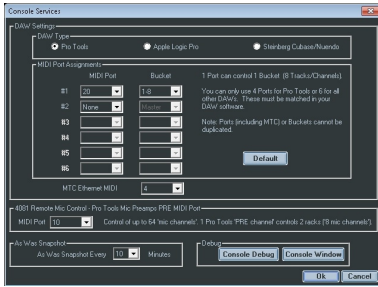 Console Services
DAW Settings
DAW Type
Pro Tools
Apple Logic Pro
Steinberg Cubase/Nuendo
MIDI Port Assignments
MIDI Port Bucket
1 Port can control 1 Bucket (8 Tracks/Channels).
#1 20 1-8
You can only use 4 Ports for Pro Tools or 6 for all
other DAW's. These must be matched in your
DAW software.
#2 None Master
#3
Note: Ports (including MTC) or Buckets cannot be
duplicated.
#4
#5
Default
#6
MTC Ethernet MIDI 4
4081 Remote Mic Control - Pro Tools Mic Preamps PRE MIDI Port
MIDI Port 10 Control of up to 64 'mic channels'. 1 Pro Tools 'PRE channel' controls 2 racks ('8 mic channels')
As Was Snapshot
As Was Snapshot Every 10 Minutes
Debug
Console Debug Console Window
Ok Cancel